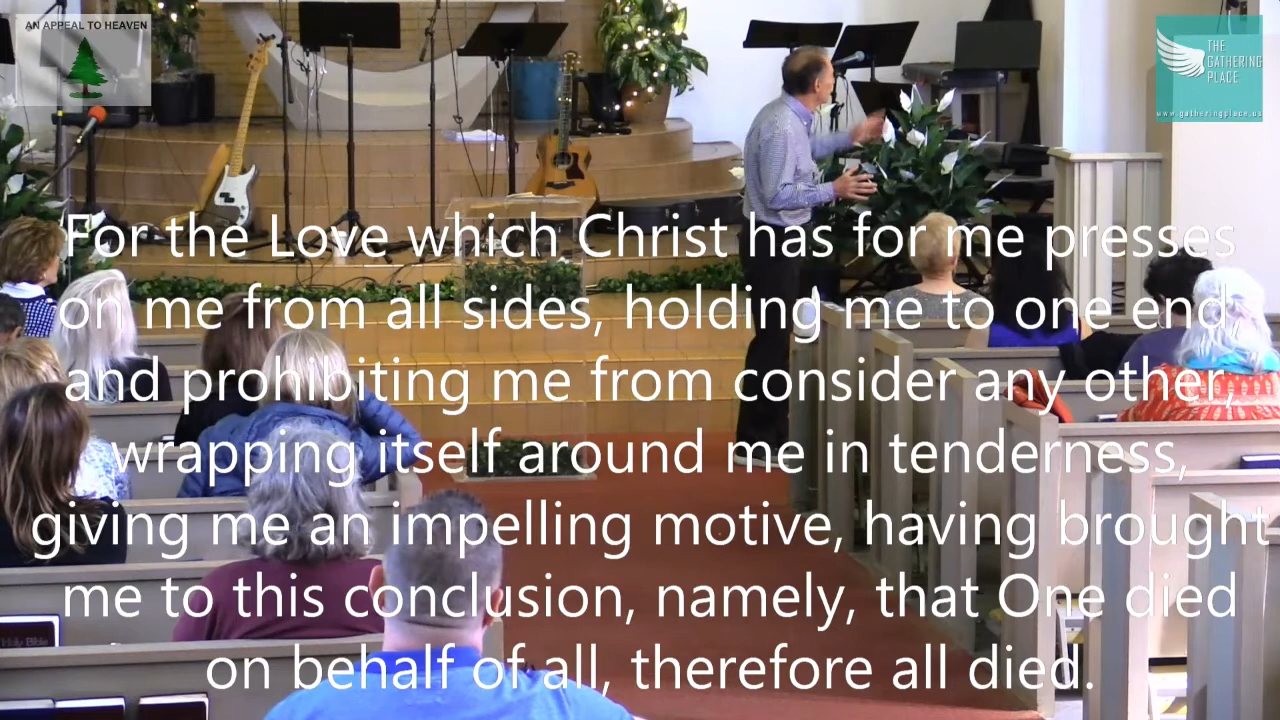 AN APPEAL TO HEAVEN
THE
GATHERING
PLACE
www.gatheringplace.us
For the Love which Christ has for me presses
on me from all sides, holding me to one end,
and prohibiting me from consider any other,
wrapping itself around me in tenderness,
giving me an impelling motive, having brought
me to this conclusion, namely, that One died
on behalf of all, therefore all died.
Holy Bible